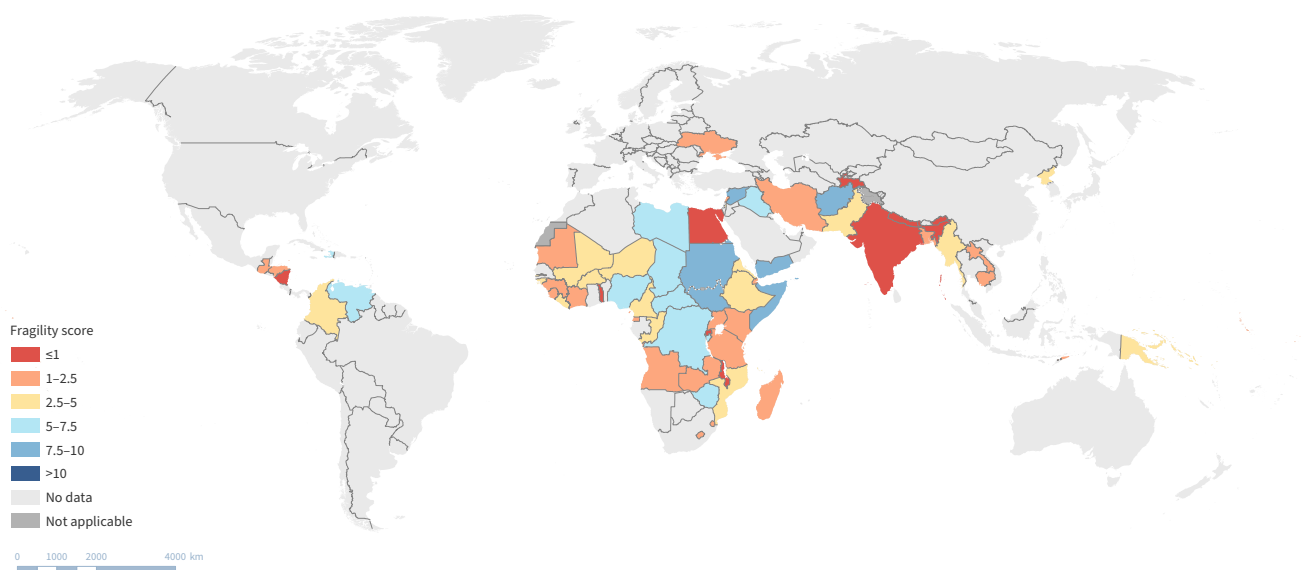 Fragility score
≤1
1–2.5
2.5–5
5–7.5
7.5–10
>10
No data
Not applicable
0 1000 2000 4000 km